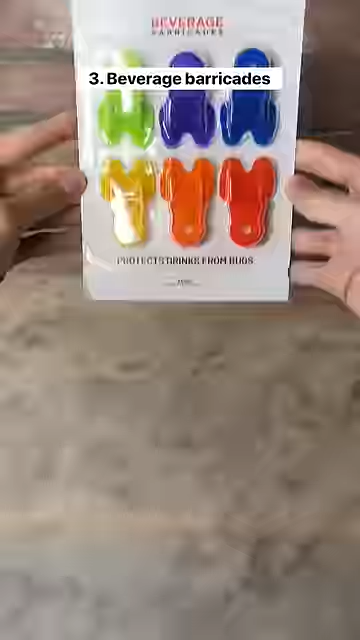 BEVERAGE
BARRICADES
3. Beverage barricades
PROTECTS DRINKS FROM BUGS